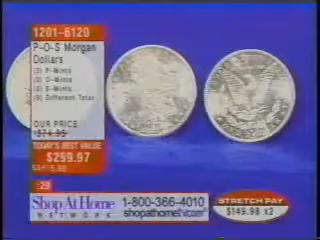 1201-6120
P-O-S Morgan
Dollars
(3) P-Mints
(3) O-Mints
(3) S-Mints
(9) Different Total
OUR PRICE
$374.95
TODAY'S BEST VALUE
$299.97
29
Shop At Home
NETWORK
1-800-366-4010
shopathometv.com
STRETCH PAY
$149.98 x2